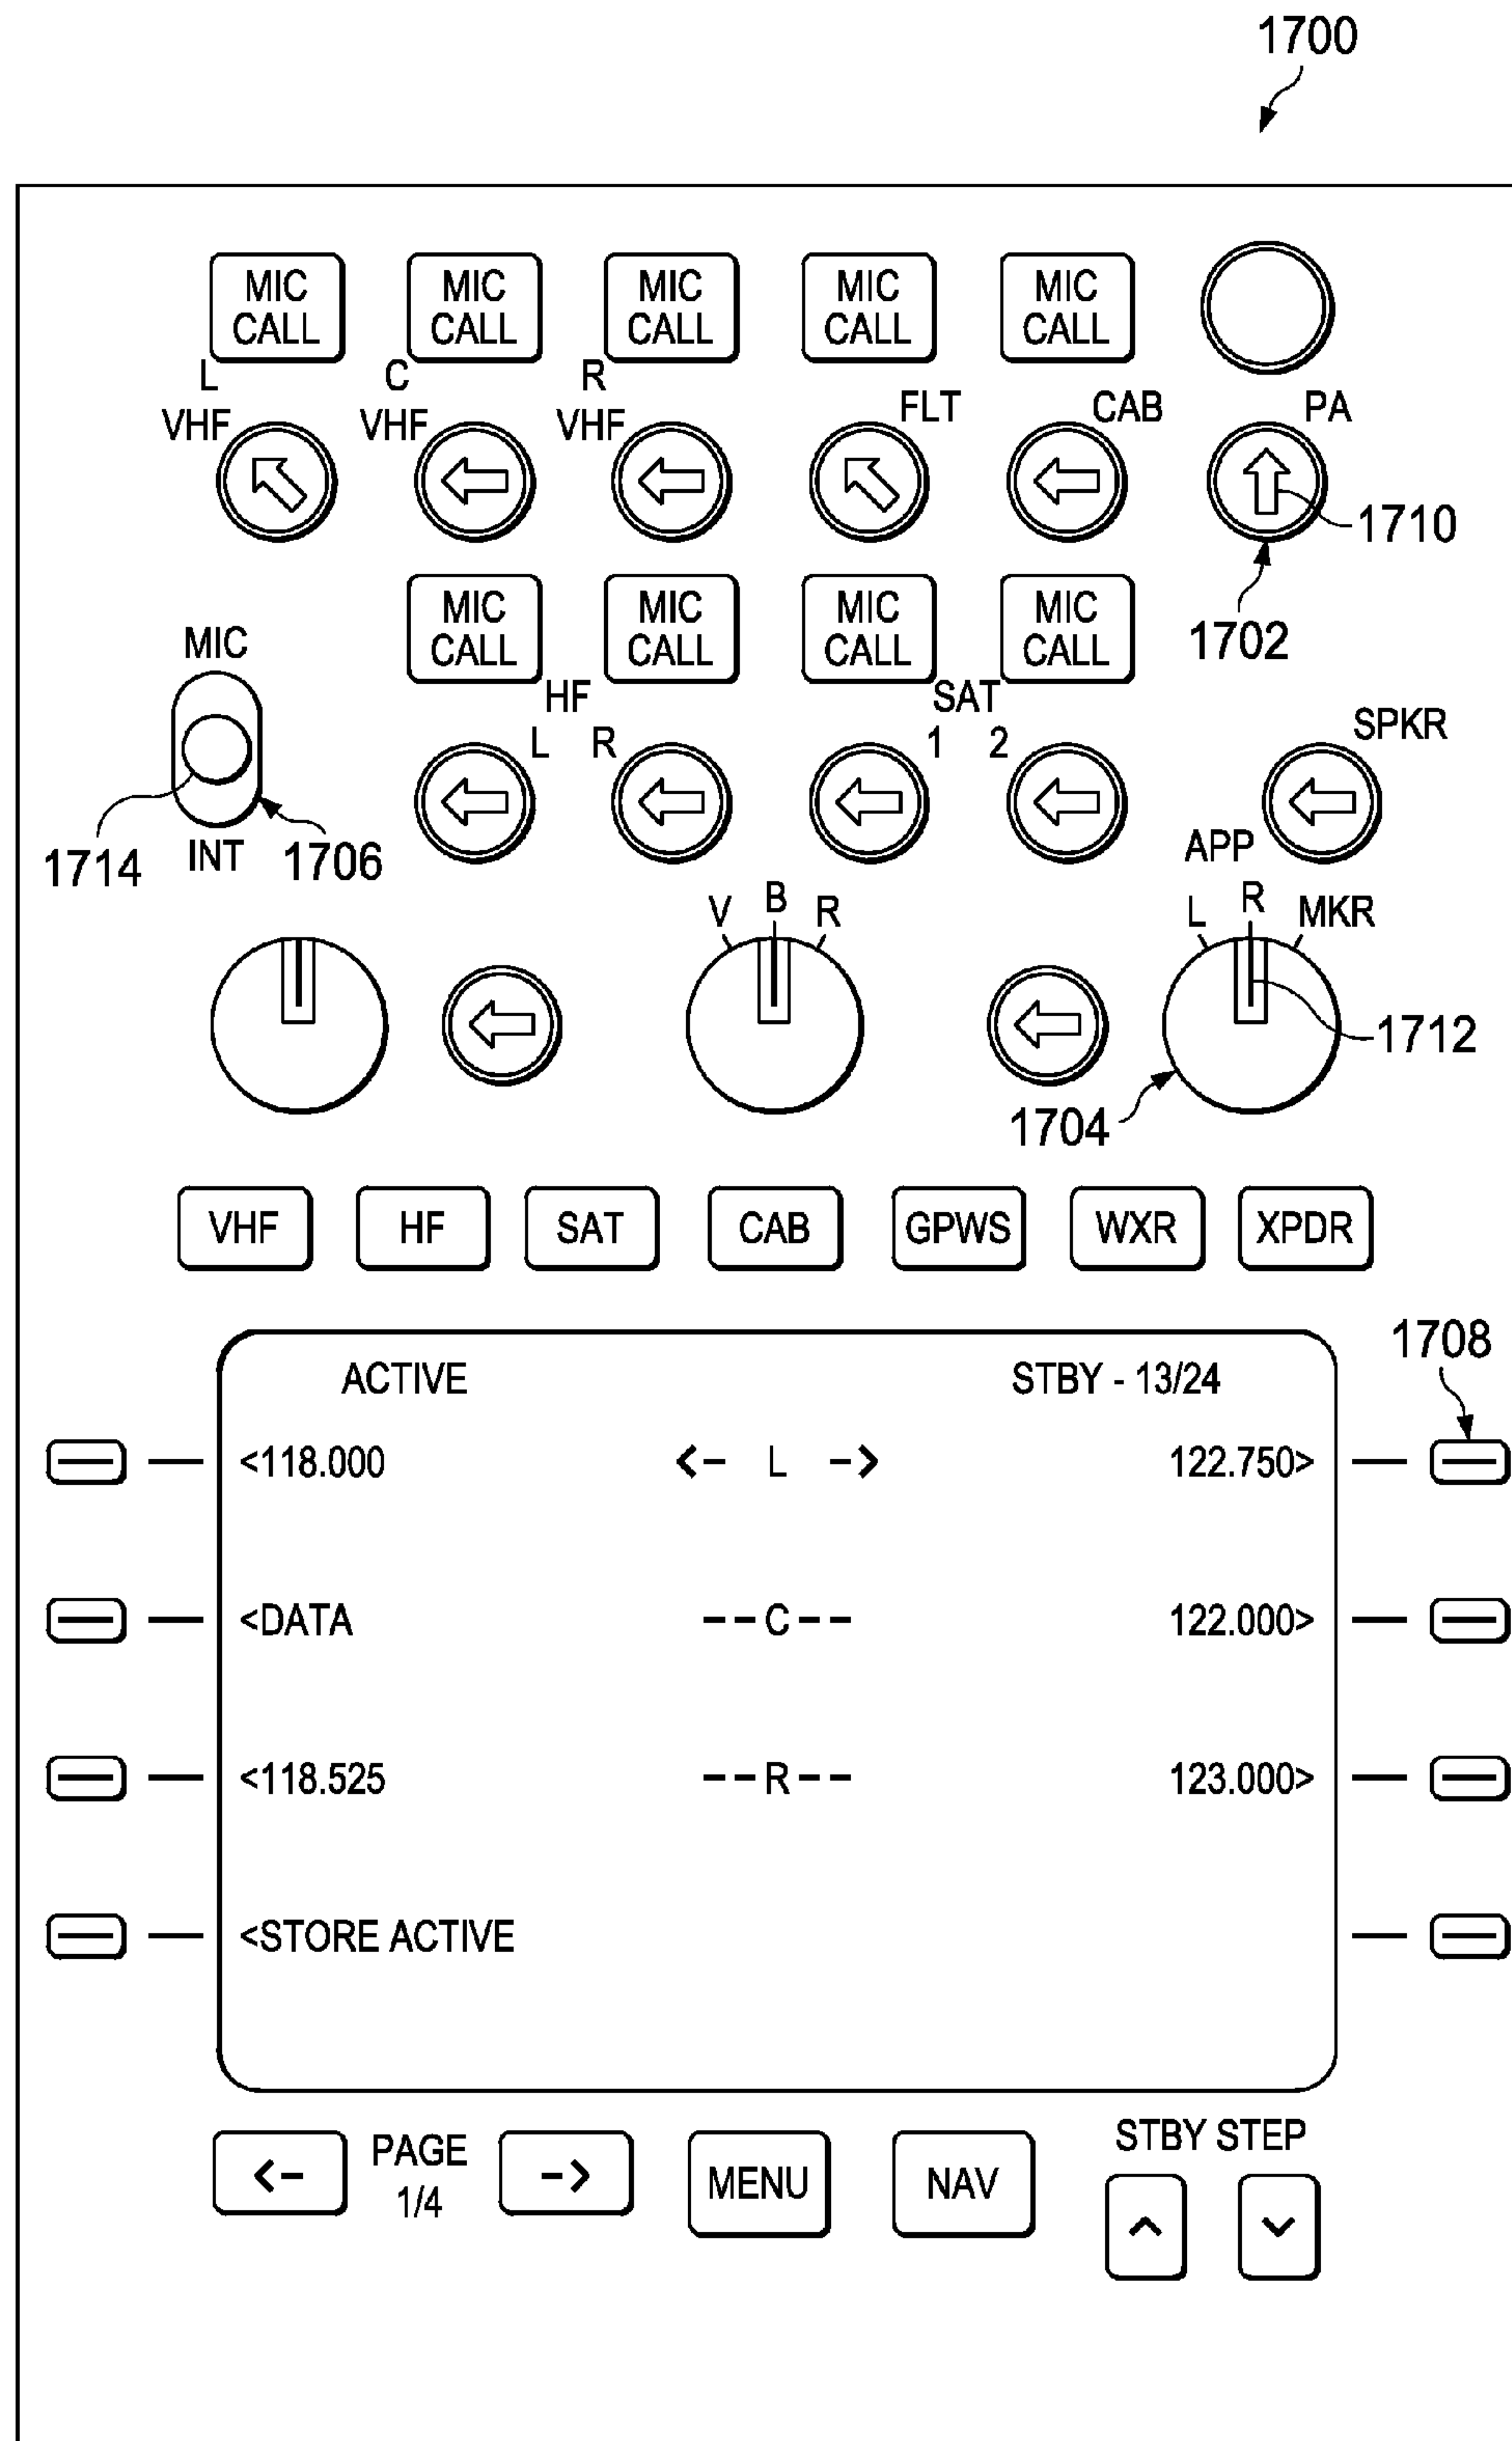 1700
MIC MIC MIC MIC MIC
CALL CALL CALL CALL CALL
L C R
VHF VHF VHF FLT CAB PA
1710
MIC MIC MIC MIC
CALL CALL CALL CALL
1702
MIC
HF SAT
L R 1 2 SPKR
1714 INT 1706
APP
V B R L R MKR
1712
1704
VHF HF SAT CAB GPWS WXR XPDR
1708
ACTIVE STBY - 13/24
<118.000 <- L -> 122.750>
<DATA --C-- 122.000>
<118.525 --R-- 123.000>
<STORE ACTIVE
<- PAGE -> MENU NAV STBY STEP
1/4